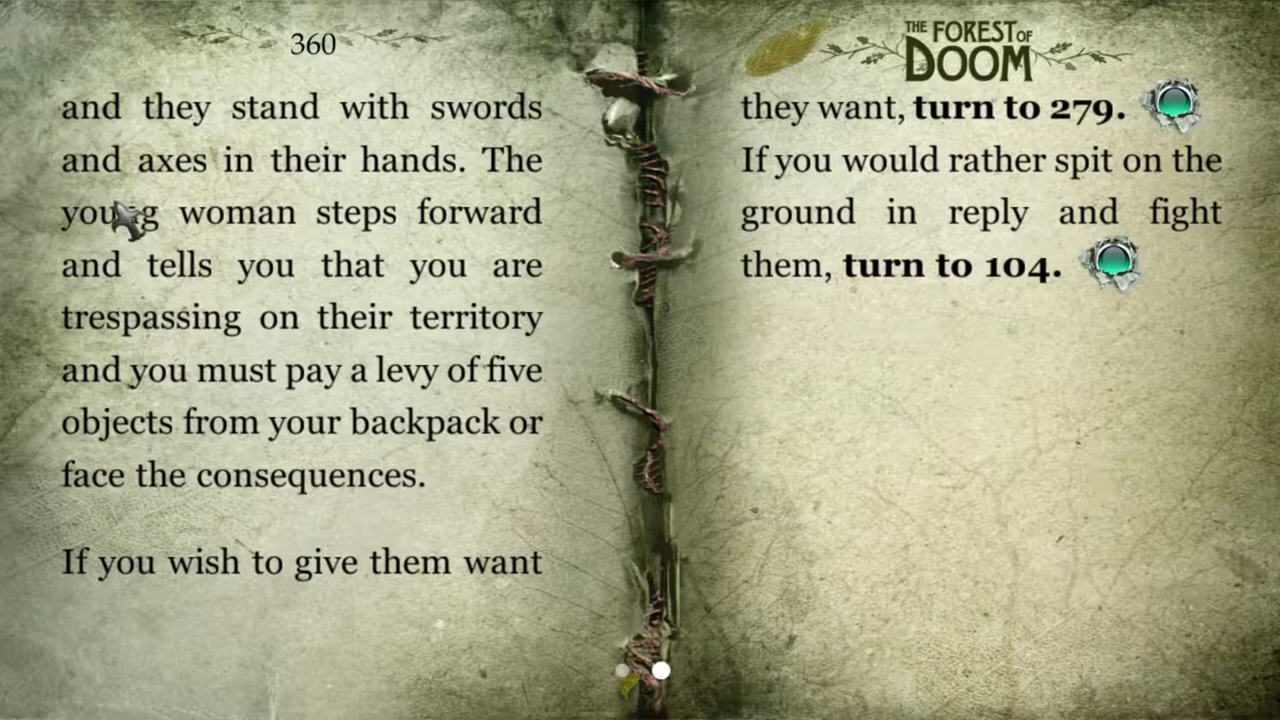 360
and they stand with swords
and axes in their hands. The
young woman steps forward
and tells you that you are
trespassing on their territory
and you must pay a levy of five
objects from your backpack or
face the consequences.
If you wish to give them want
THE FOREST OF
DOOM
they want, turn to 279.
If you would rather spit on the
ground in reply and fight
them, turn to 104.